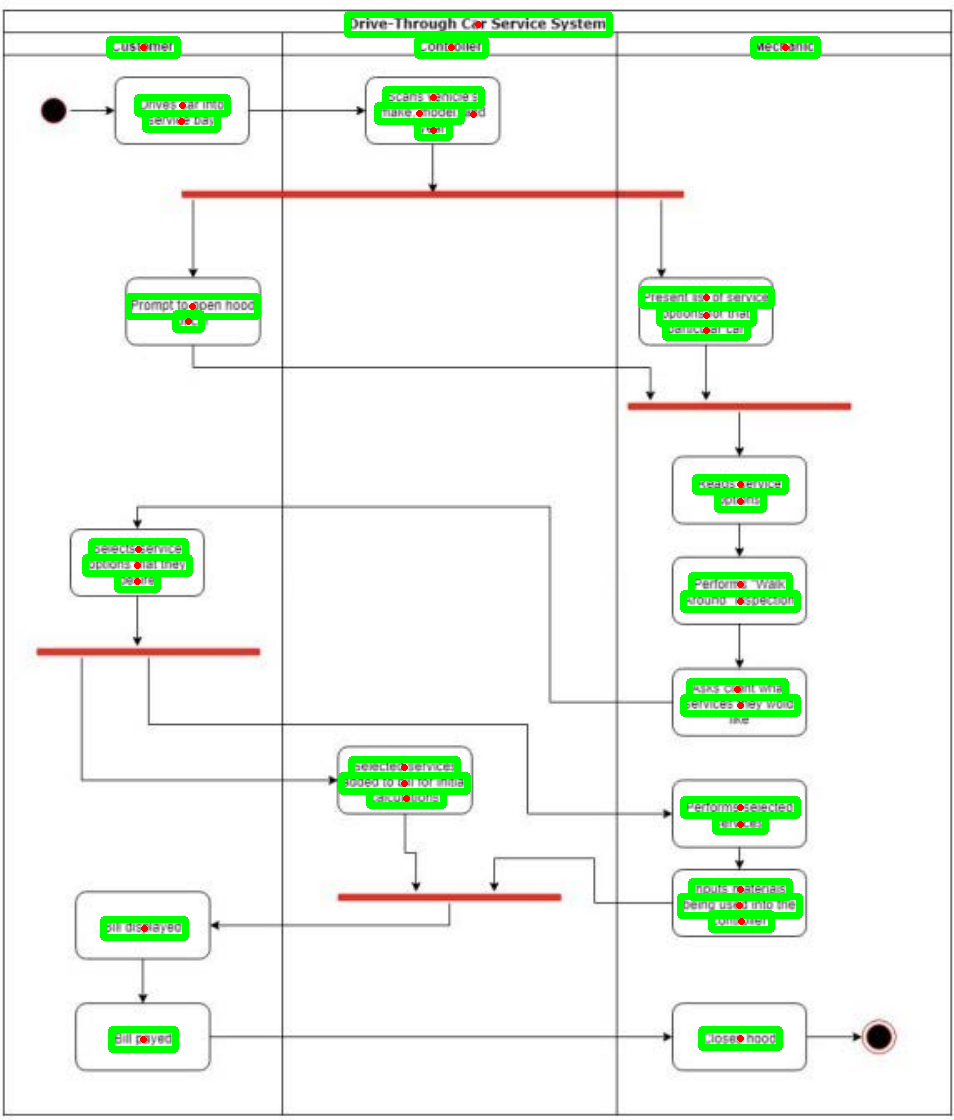 Drive-Through Car Service System
Customer
Controller
Mechanic
Drives car into
service bay
Scans vehicle's
make, model, and
year
Prompt to open hood
Present list of service
options for that
particular car
Reads service
options
Selects service
options that they
desire
Performs "Walk
Around" inspection
Asks client what
services they
like
Selected services
added to bill for initial
calculations
Performs selected
services
Inputs materials
being used into the
controller
Bill displayed
Bill payed
Closes hood